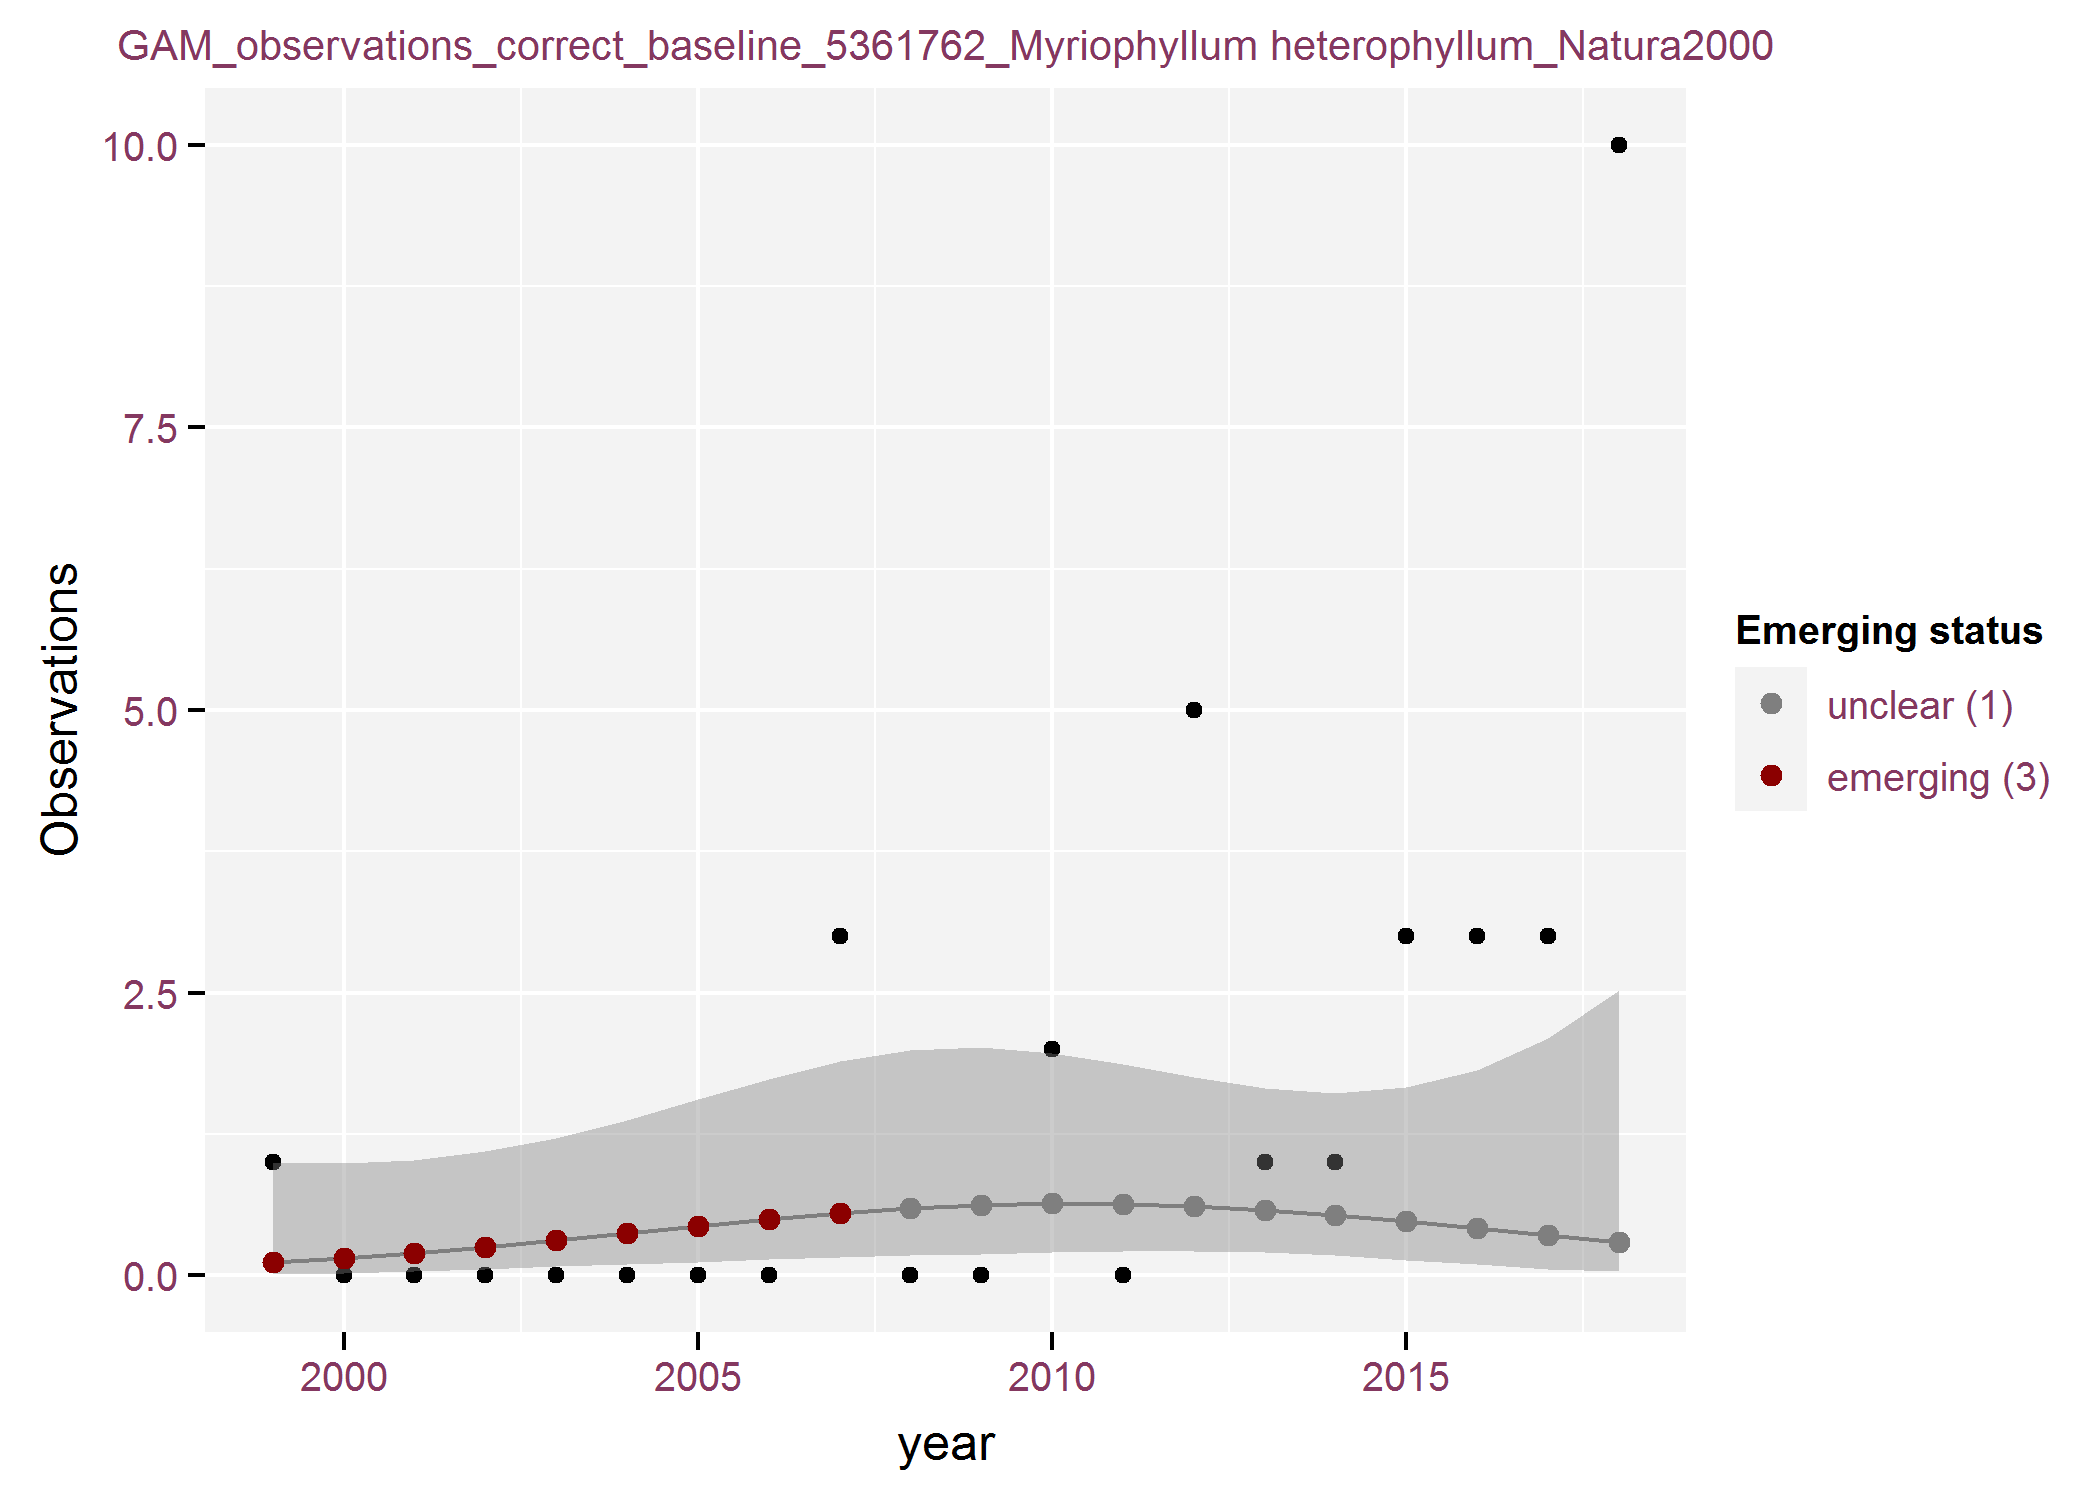 GAM_observations_correct_baseline_5361762_Myriophyllum heterophyllum_Natura2000
10.0
7.5
5.0
2.5
0.0
Observations
2000
2005
2010
2015
year
Emerging status
unclear (1)
emerging (3)